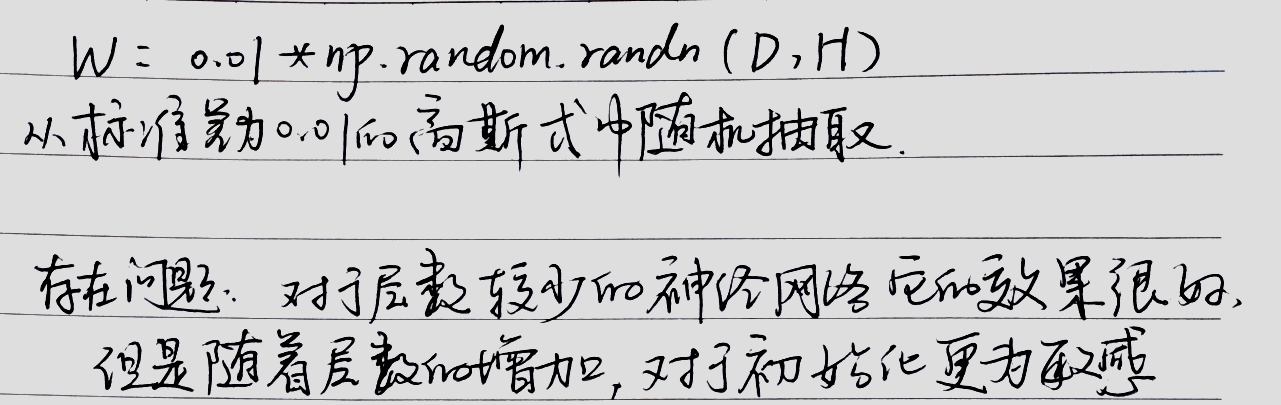 W = 0.01 * np.random.randn (D,H)
从标准差为0.01的高斯式中随机抽取.
存在问题. 对于层数较少的神经网络它的效果很好,
但是随着层数的增加, 对于初始化更为敏感